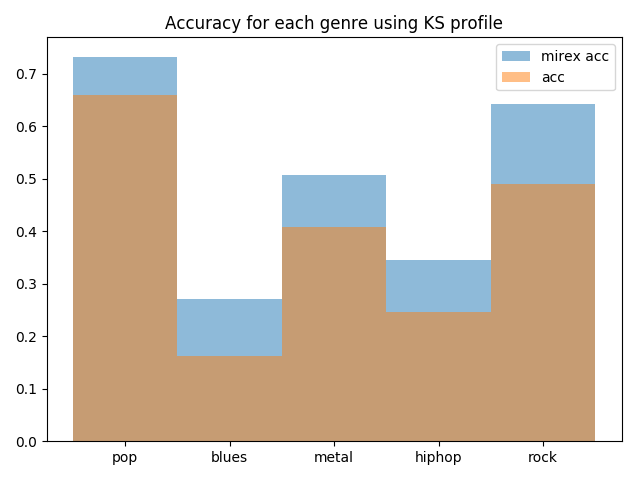 Accuracy for each genre using KS profile
mirex acc
acc
0.7
0.6
0.5
0.4
0.3
0.2
0.1
0.0
pop blues metal hiphop rock